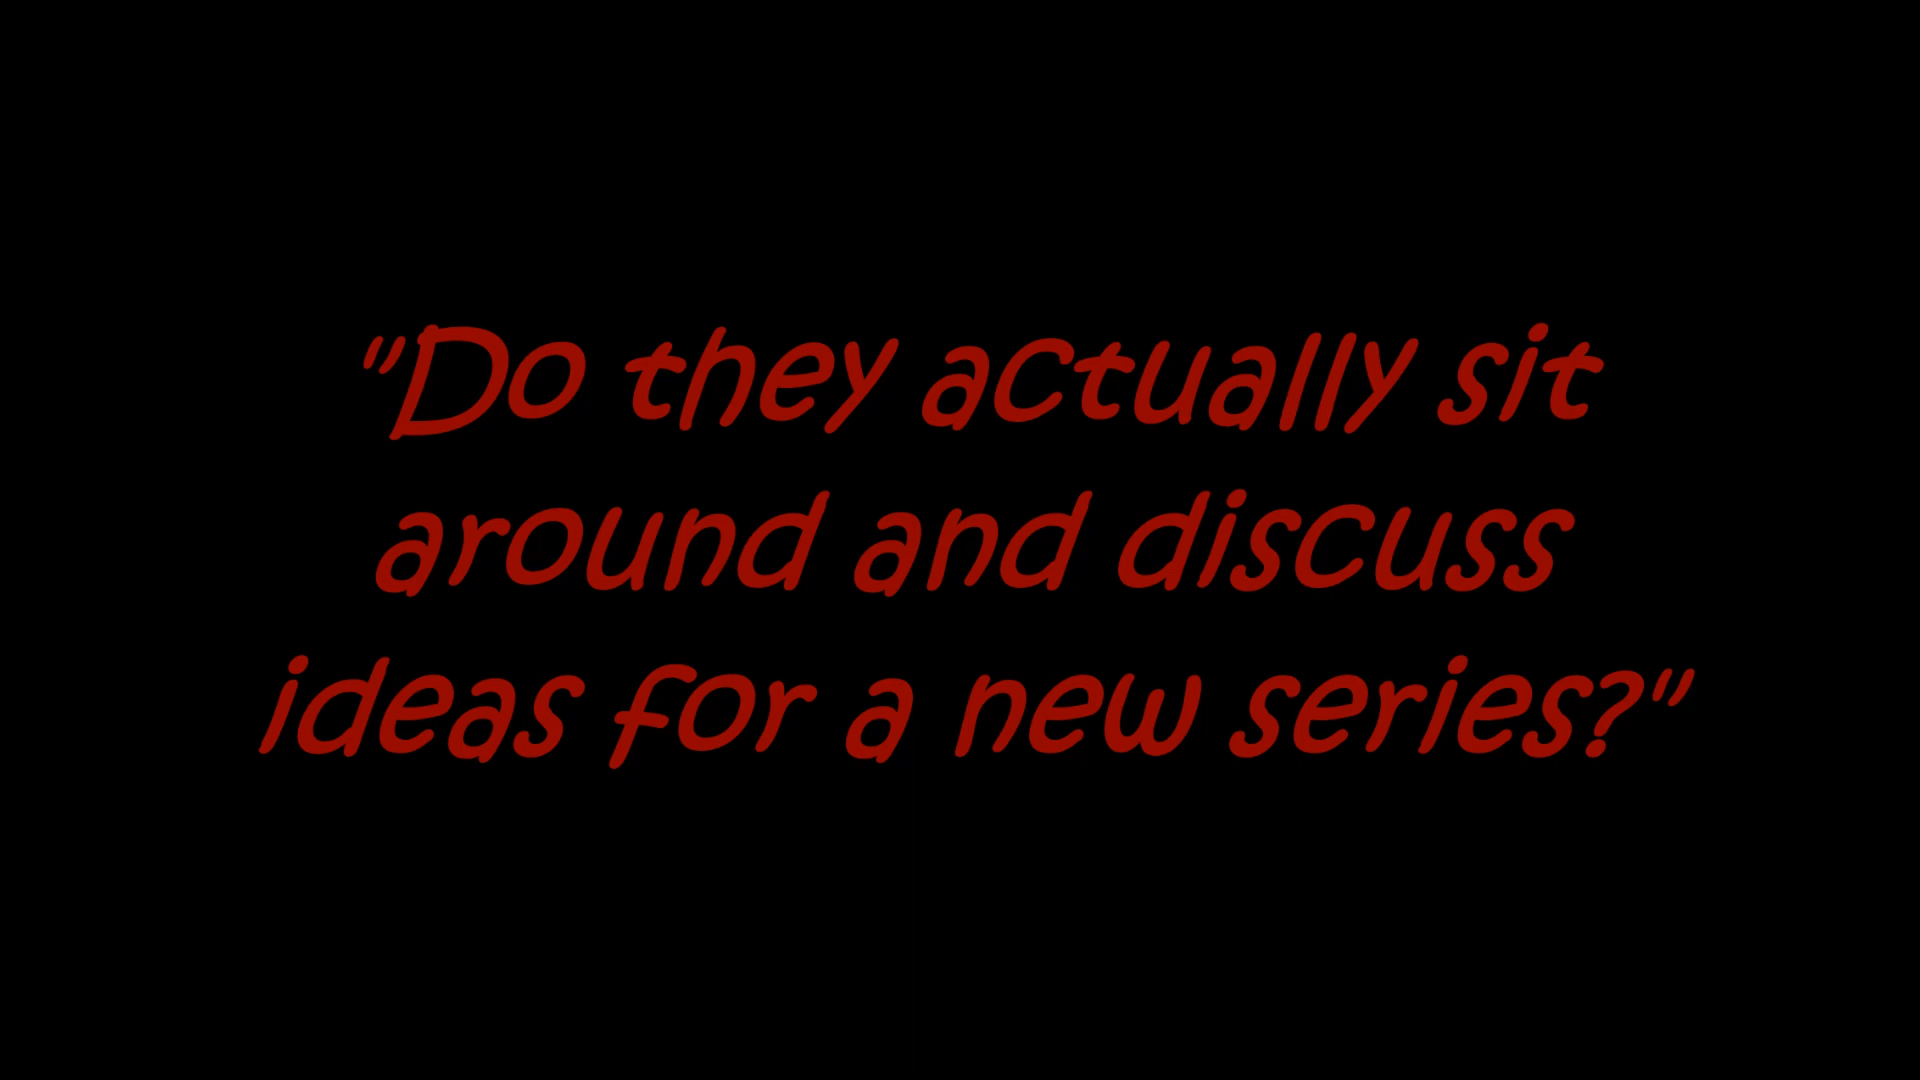 "Do they actually sit
around and discuss
ideas for a new series?"